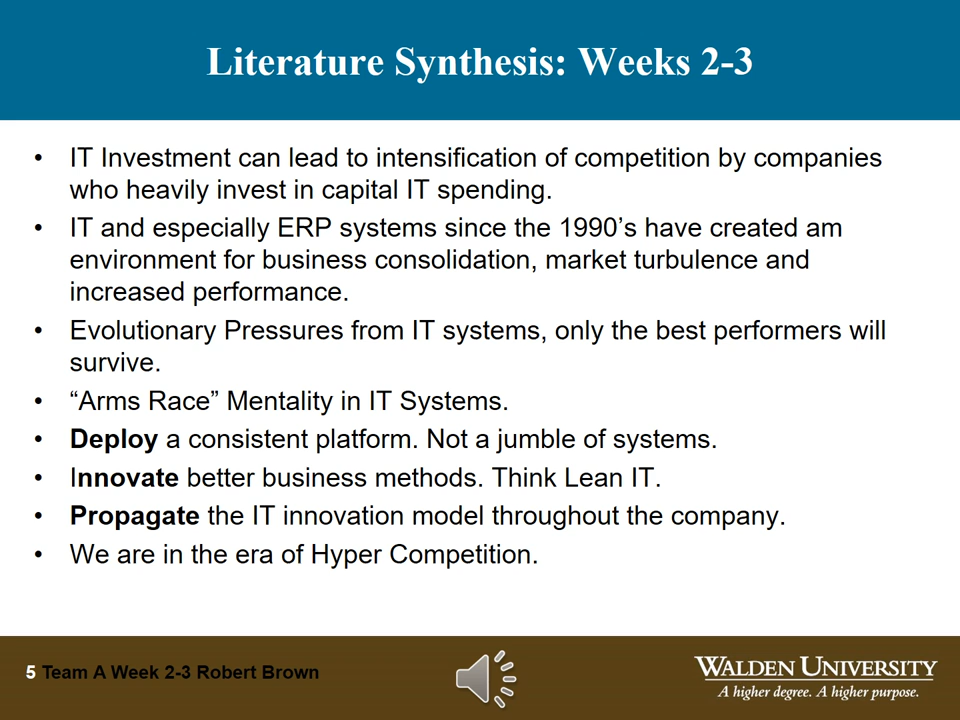 Literature Synthesis: Weeks 2-3
• IT Investment can lead to intensification of competition by companies
who heavily invest in capital IT spending.
• IT and especially ERP systems since the 1990’s have created am
environment for business consolidation, market turbulence and
increased performance.
• Evolutionary Pressures from IT systems, only the best performers will
survive.
• “Arms Race” Mentality in IT Systems.
• Deploy a consistent platform. Not a jumble of systems.
• Innovate better business methods. Think Lean IT.
• Propagate the IT innovation model throughout the company.
• We are in the era of Hyper Competition.
5 Team A Week 2-3 Robert Brown
WALDEN UNIVERSITY
A higher degree. A higher purpose.